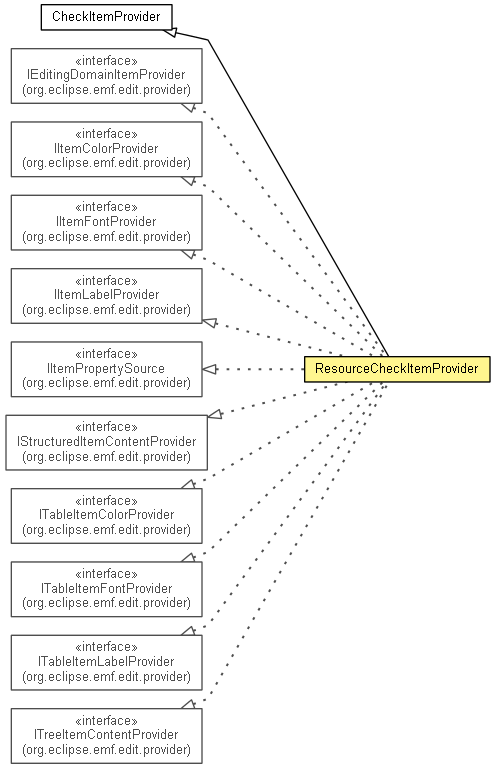 CheckItemProvider
«interface»
IEditingDomainItemProvider
(org.eclipse.emf.edit.provider)
«interface»
IItemColorProvider
(org.eclipse.emf.edit.provider)
«interface»
IItemFontProvider
(org.eclipse.emf.edit.provider)
«interface»
IItemLabelProvider
(org.eclipse.emf.edit.provider)
«interface»
IItemPropertySource
(org.eclipse.emf.edit.provider)
ResourceCheckItemProvider
«interface»
IStructuredItemContentProvider
(org.eclipse.emf.edit.provider)
«interface»
ITableItemColorProvider
(org.eclipse.emf.edit.provider)
«interface»
ITableItemFontProvider
(org.eclipse.emf.edit.provider)
«interface»
ITableItemLabelProvider
(org.eclipse.emf.edit.provider)
«interface»
ITreeItemContentProvider
(org.eclipse.emf.edit.provider)